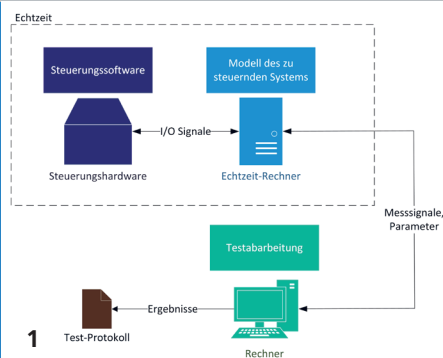 Echtzeit
Steuerungssoftware
Modell des zu
steuernden Systems
I/O Signale
Steuerungshardware
Echtzeit-Rechner
Messsignale,
Parameter
Testabarbeitung
Ergebnisse
Test-Protokoll
Rechner
1